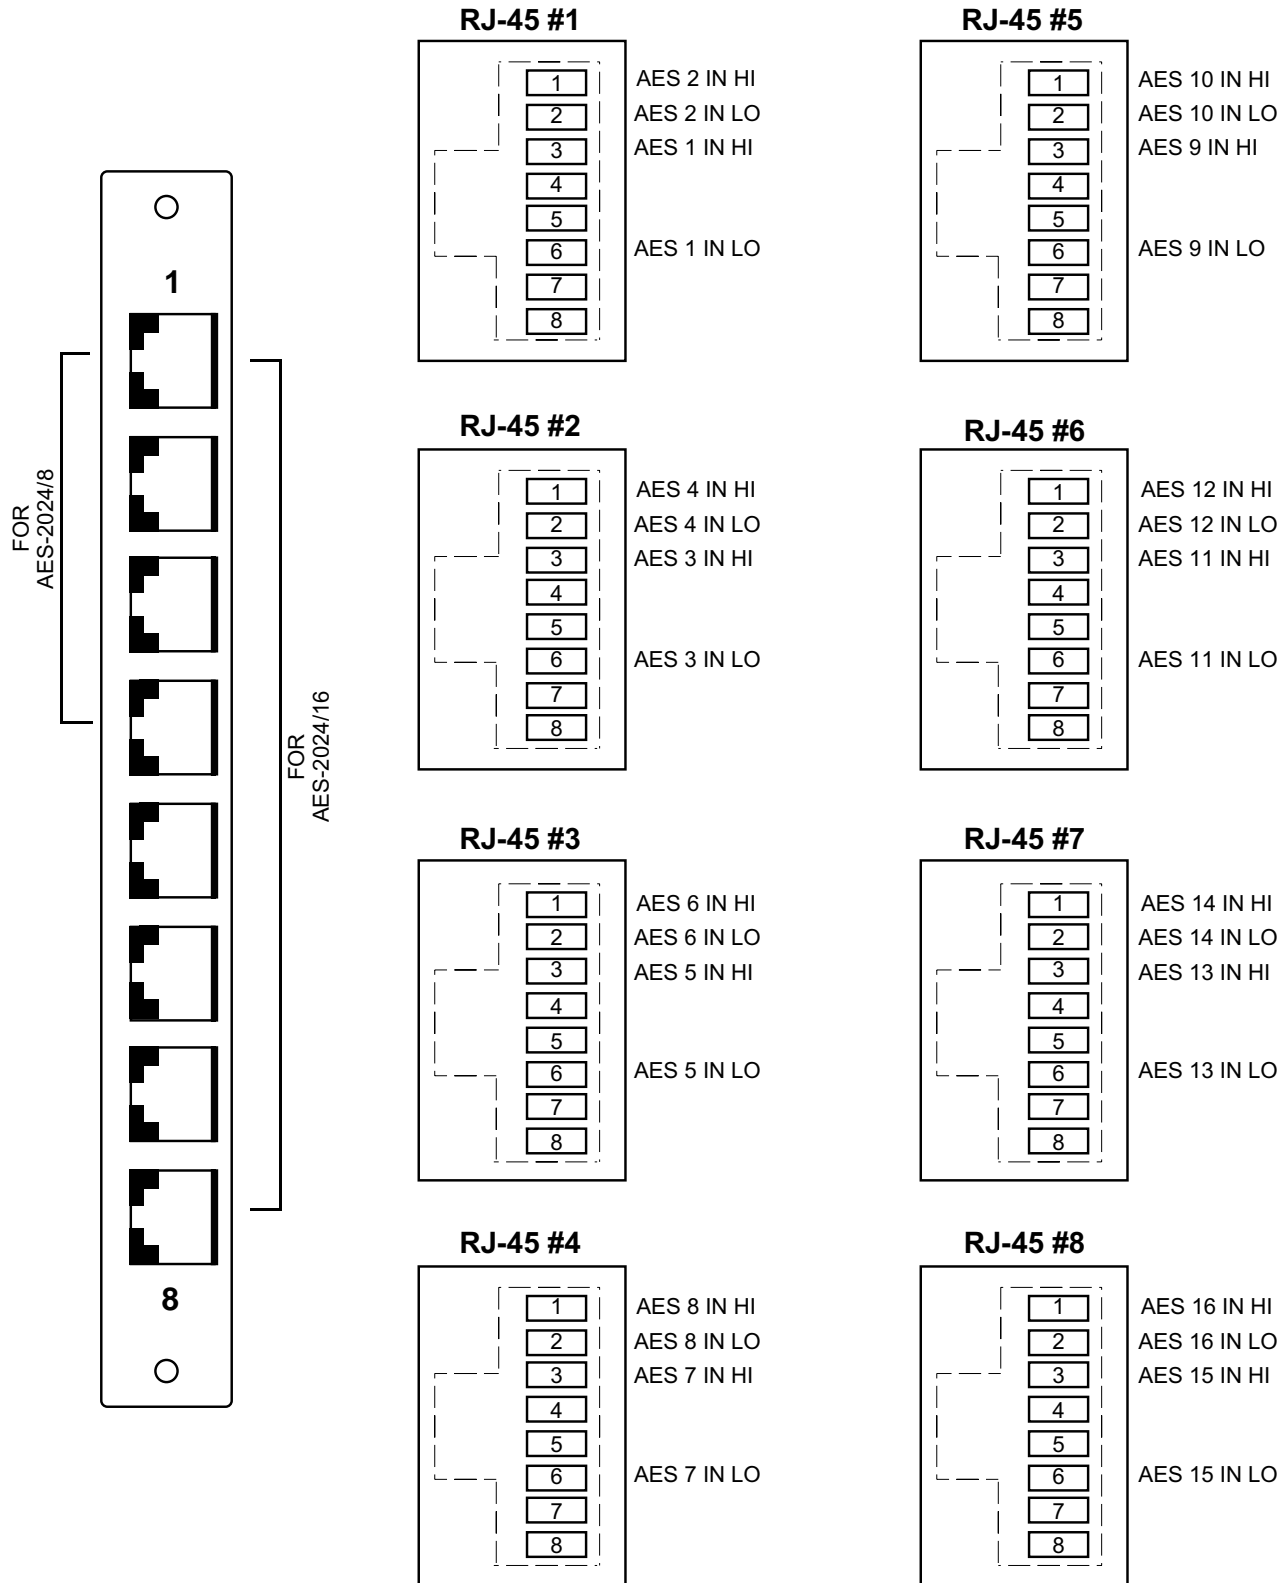 1
8
FOR
AES-2024/8
FOR
AES-2024/16
RJ-45 #1
1 AES 2 IN HI
2 AES 2 IN LO
3 AES 1 IN HI
4
5
6 AES 1 IN LO
7
8
RJ-45 #2
1 AES 4 IN HI
2 AES 4 IN LO
3 AES 3 IN HI
4
5
6 AES 3 IN LO
7
8
RJ-45 #3
1 AES 6 IN HI
2 AES 6 IN LO
3 AES 5 IN HI
4
5
6 AES 5 IN LO
7
8
RJ-45 #4
1 AES 8 IN HI
2 AES 8 IN LO
3 AES 7 IN HI
4
5
6 AES 7 IN LO
7
8
RJ-45 #5
1 AES 10 IN HI
2 AES 10 IN LO
3 AES 9 IN HI
4
5
6 AES 9 IN LO
7
8
RJ-45 #6
1 AES 12 IN HI
2 AES 12 IN LO
3 AES 11 IN HI
4
5
6 AES 11 IN LO
7
8
RJ-45 #7
1 AES 14 IN HI
2 AES 14 IN LO
3 AES 13 IN HI
4
5
6 AES 13 IN LO
7
8
RJ-45 #8
1 AES 16 IN HI
2 AES 16 IN LO
3 AES 15 IN HI
4
5
6 AES 15 IN LO
7
8